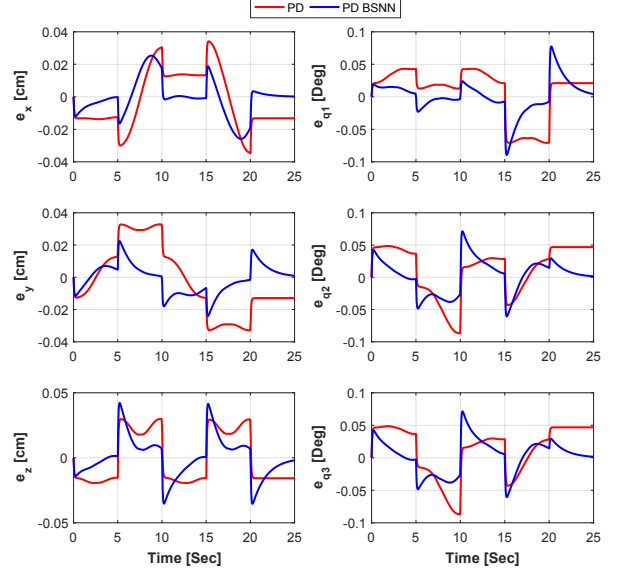 PD PD BSNN
0.04
0.02
0
-0.02
-0.04
e_x [cm]
0 5 10 15 20 25
0.1
0.05
0
-0.05
-0.1
e_q1 [Deg]
0 5 10 15 20 25
0.04
0.02
0
-0.02
-0.04
e_y [cm]
0 5 10 15 20 25
0.1
0.05
0
-0.05
-0.1
e_q2 [Deg]
0 5 10 15 20 25
0.05
0
-0.05
e_z [cm]
0 5 10 15 20 25
Time [Sec]
0.1
0.05
0
-0.05
-0.1
e_q3 [Deg]
0 5 10 15 20 25
Time [Sec]